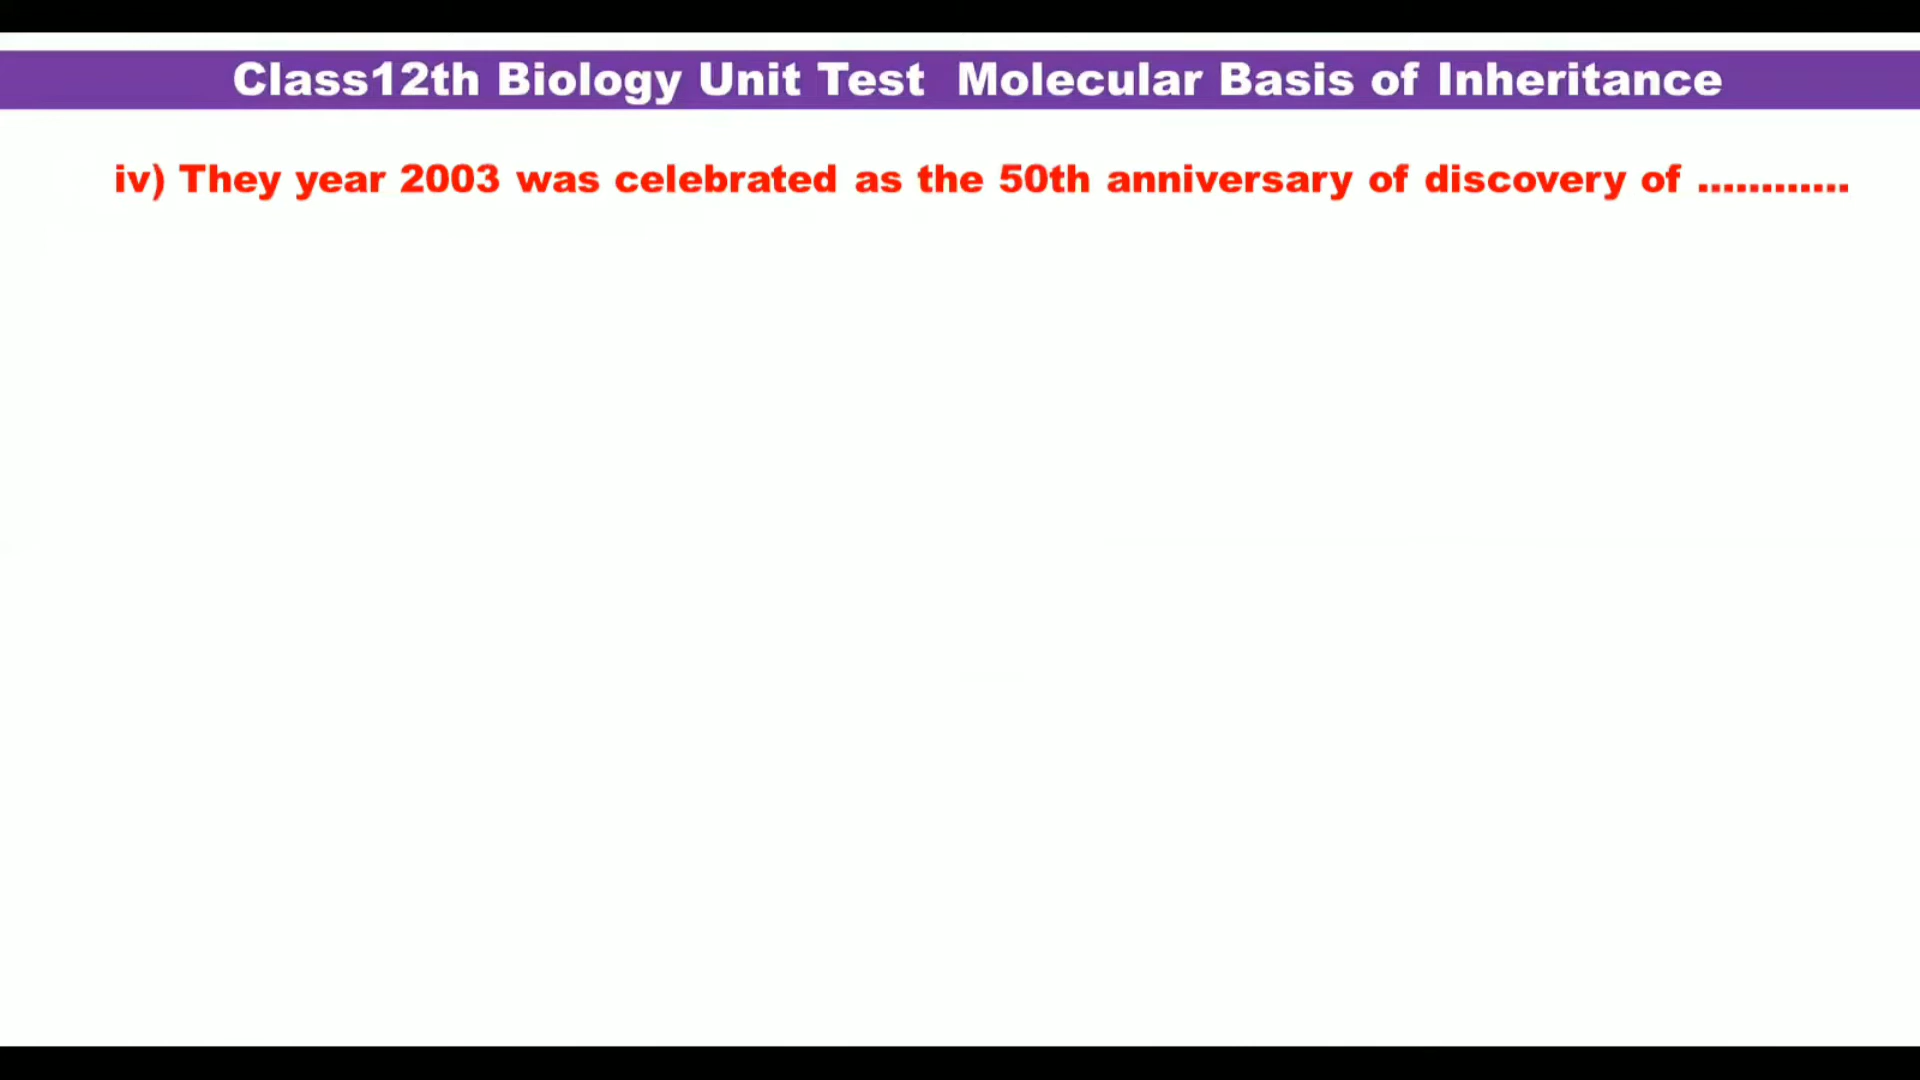 Class12th Biology Unit Test Molecular Basis of Inheritance
iv) They year 2003 was celebrated as the 50th anniversary of discovery of ............